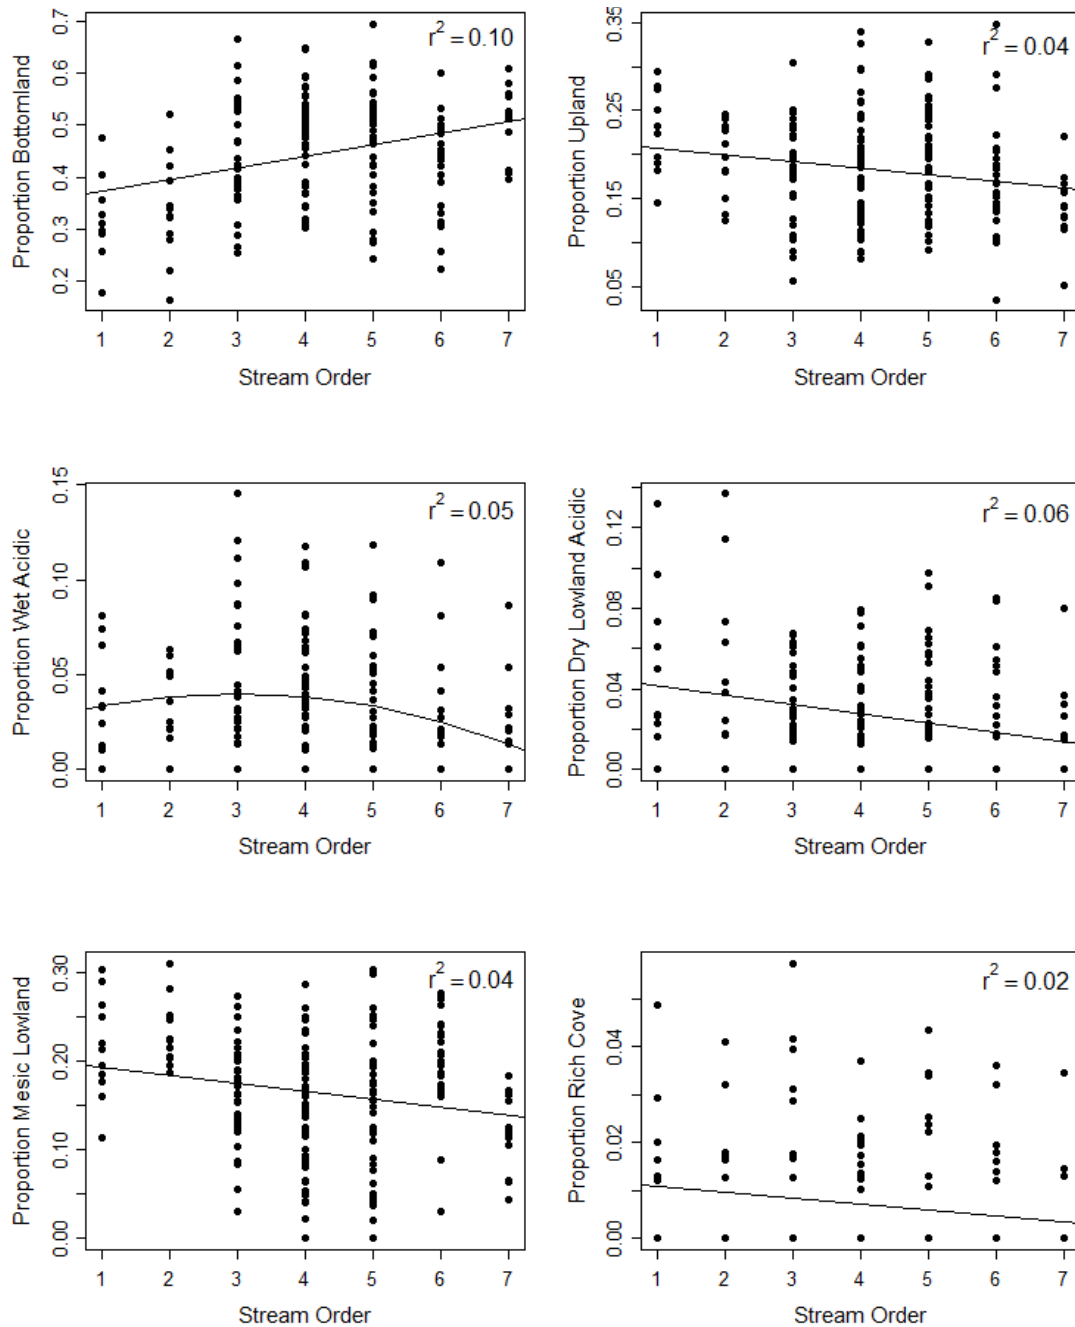 r² = 0.10
Proportion Bottomland
0.7
0.6
0.5
0.4
0.3
0.2
1 2 3 4 5 6 7
Stream Order
r² = 0.04
Proportion Upland
0.35
0.25
0.15
0.05
1 2 3 4 5 6 7
Stream Order
r² = 0.05
Proportion Wet Acidic
0.15
0.10
0.05
0.00
1 2 3 4 5 6 7
Stream Order
r² = 0.06
Proportion Dry Lowland Acidic
0.12
0.08
0.04
0.00
1 2 3 4 5 6 7
Stream Order
r² = 0.04
Proportion Mesic Lowland
0.30
0.20
0.10
0.00
1 2 3 4 5 6 7
Stream Order
r² = 0.02
Proportion Rich Cove
0.04
0.02
0.00
1 2 3 4 5 6 7
Stream Order